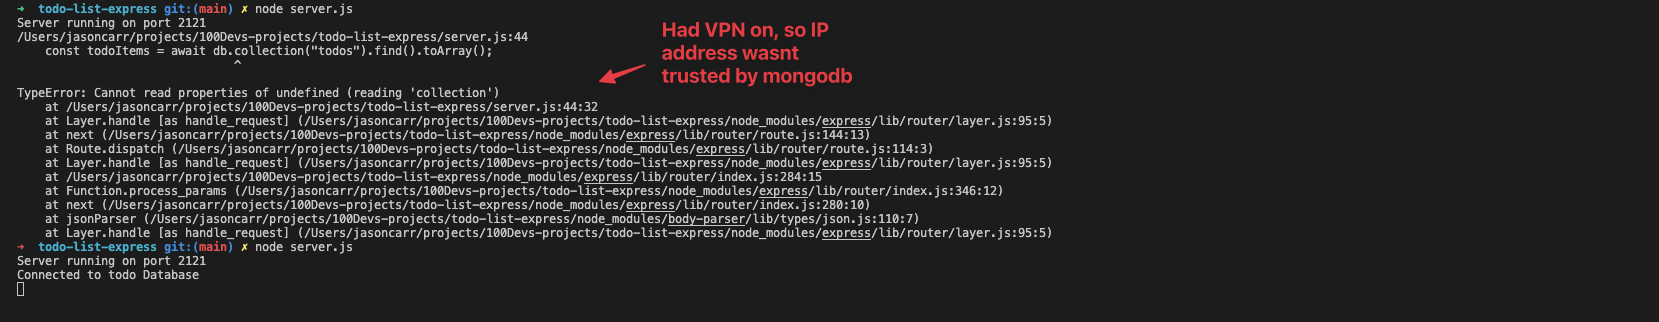 → todo-list-express git:(main) ✗ node server.js
Server running on port 2121
/Users/jasoncarr/projects/100Devs-projects/todo-list-express/server.js:44
    const todoItems = await db.collection("todos").find().toArray();
                               ^
Had VPN on, so IP
address wasnt
trusted by mongodb
TypeError: Cannot read properties of undefined (reading 'collection')
    at /Users/jasoncarr/projects/100Devs-projects/todo-list-express/server.js:44:32
    at Layer.handle [as handle_request] (/Users/jasoncarr/projects/100Devs-projects/todo-list-express/node_modules/express/lib/router/layer.js:95:5)
    at next (/Users/jasoncarr/projects/100Devs-projects/todo-list-express/node_modules/express/lib/router/route.js:144:13)
    at Route.dispatch (/Users/jasoncarr/projects/100Devs-projects/todo-list-express/node_modules/express/lib/router/route.js:114:3)
    at Layer.handle [as handle_request] (/Users/jasoncarr/projects/100Devs-projects/todo-list-express/node_modules/express/lib/router/layer.js:95:5)
    at /Users/jasoncarr/projects/100Devs-projects/todo-list-express/node_modules/express/lib/router/index.js:284:15
    at Function.process_params (/Users/jasoncarr/projects/100Devs-projects/todo-list-express/node_modules/express/lib/router/index.js:346:12)
    at next (/Users/jasoncarr/projects/100Devs-projects/todo-list-express/node_modules/express/lib/router/index.js:280:10)
    at jsonParser (/Users/jasoncarr/projects/100Devs-projects/todo-list-express/node_modules/body-parser/lib/types/json.js:110:7)
    at Layer.handle [as handle_request] (/Users/jasoncarr/projects/100Devs-projects/todo-list-express/node_modules/express/lib/router/layer.js:95:5)
→ todo-list-express git:(main) ✗ node server.js
Server running on port 2121
Connected to todo Database